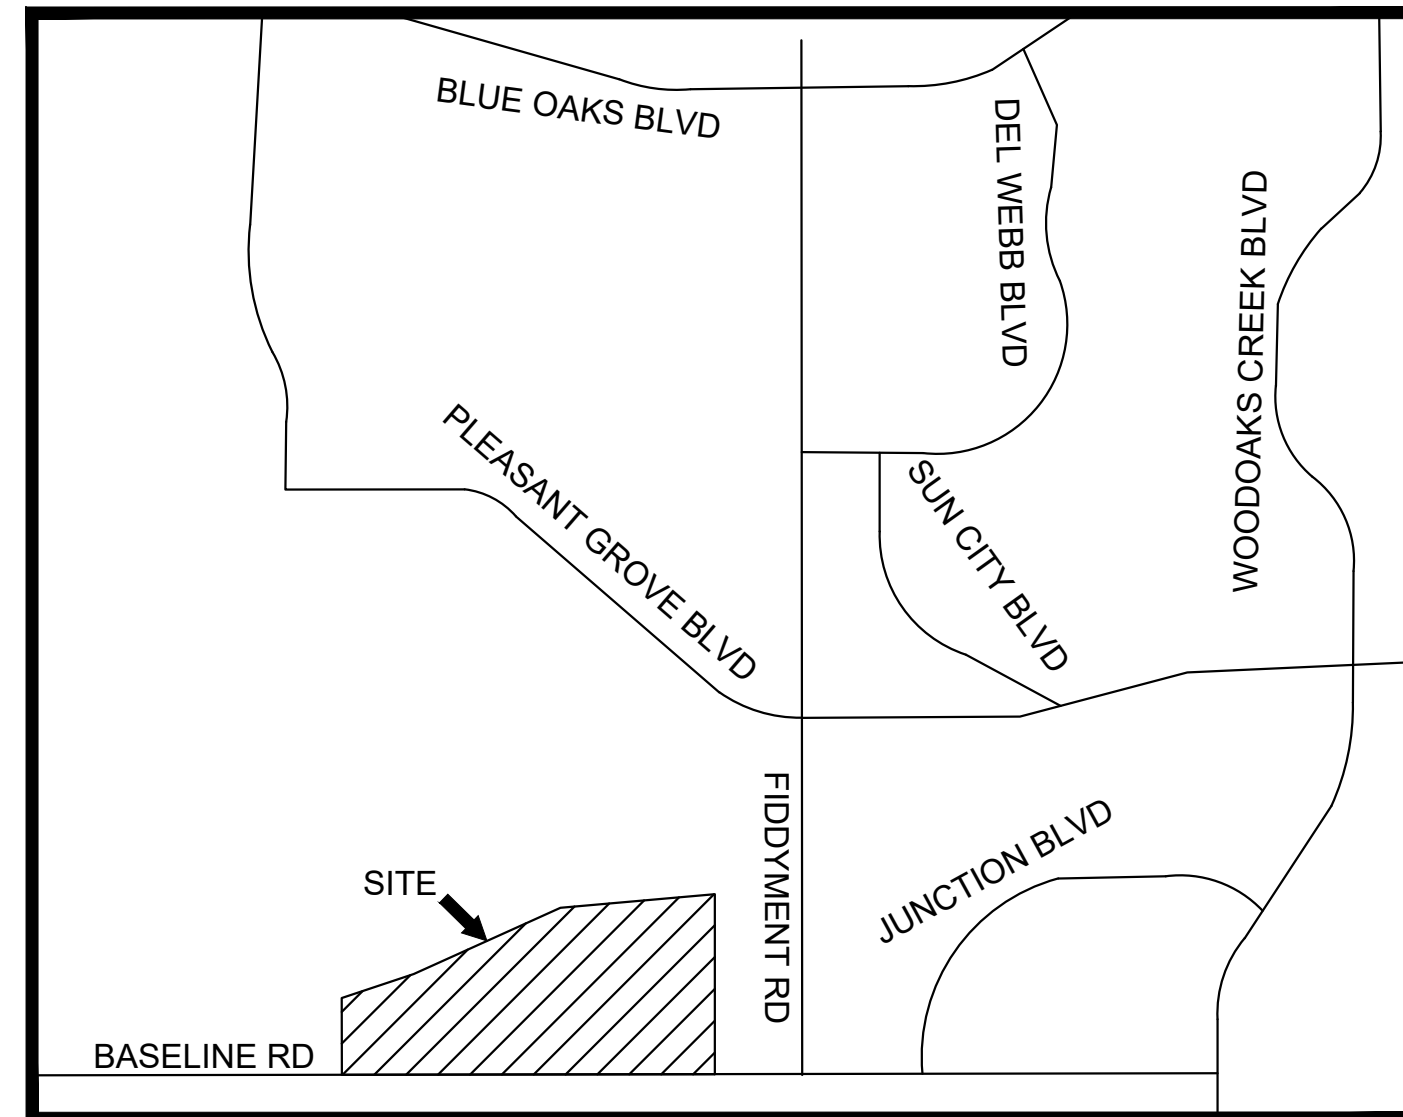 BLUE OAKS BLVD
DEL WEBB BLVD
WOODOAKS CREEK BLVD
PLEASANT GROVE BLVD
SUN CITY BLVD
FIDDYMENT RD
JUNCTION BLVD
SITE
BASELINE RD